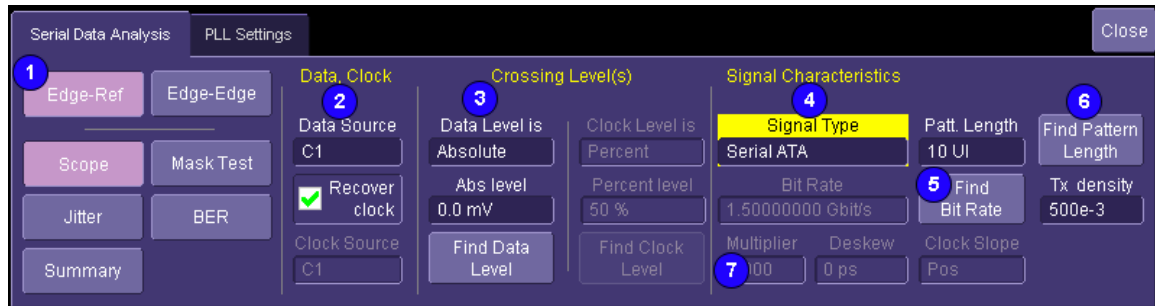 Serial Data Analysis PLL Settings Close
1
Edge-Ref Edge-Edge
Scope Mask Test
Jitter BER
Summary
Data, Clock
2
Data Source
C1
Recover
clock
Clock Source
C1
Crossing Level(s)
3
Data Level is
Absolute
Abs level
0.0 mV
Find Data
Level
Clock Level is
Percent
Percent level
50 %
Find Clock
Level
Signal Characteristics
4
Signal Type
Serial ATA
Bit Rate
1.50000000 Gbit/s
Multiplier Deskew
7
0 ps
Patt. Length
10 UI
5
Find
Bit Rate
Clock Slope
Pos
6
Find Pattern
Length
Tx density
500e-3